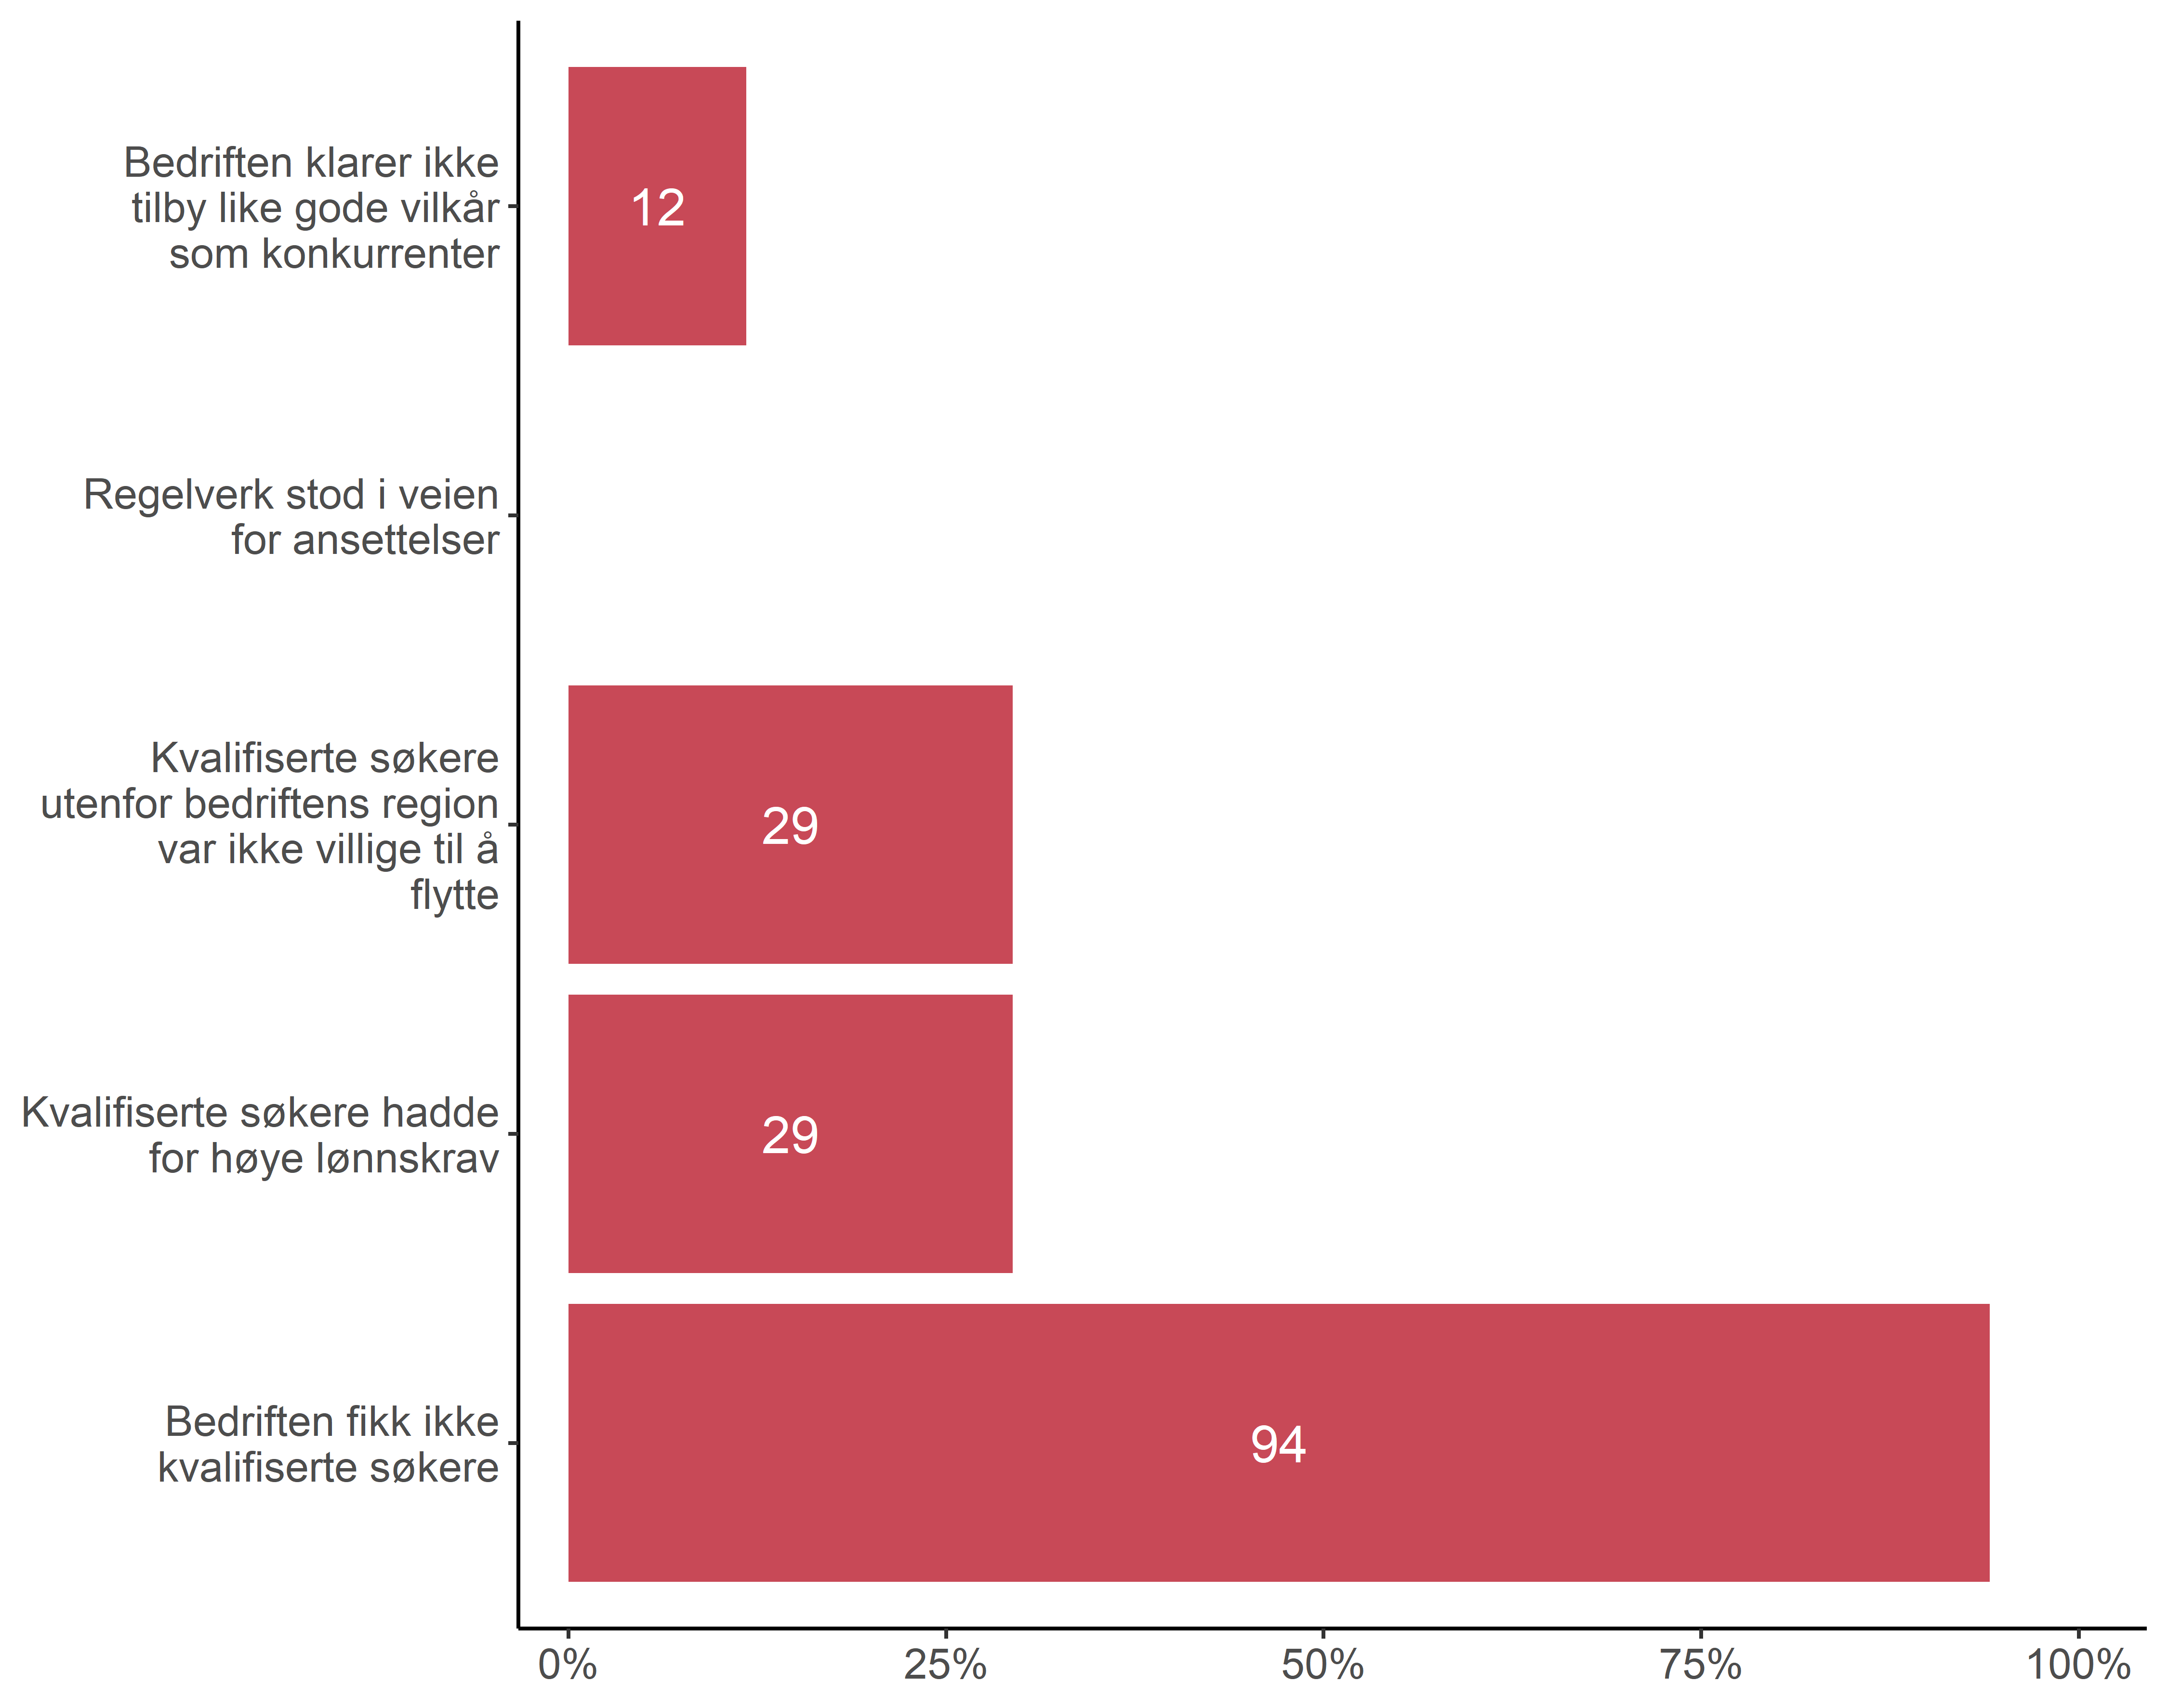 Bedriften klarer ikke
tilby like gode vilkår
som konkurrenter
12
Regelverk stod i veien
for ansettelser
Kvalifiserte søkere
utenfor bedriftens region
var ikke villige til å
flytte
29
Kvalifiserte søkere hadde
for høye lønnskrav
29
Bedriften fikk ikke
kvalifiserte søkere
94
0% 25% 50% 75% 100%